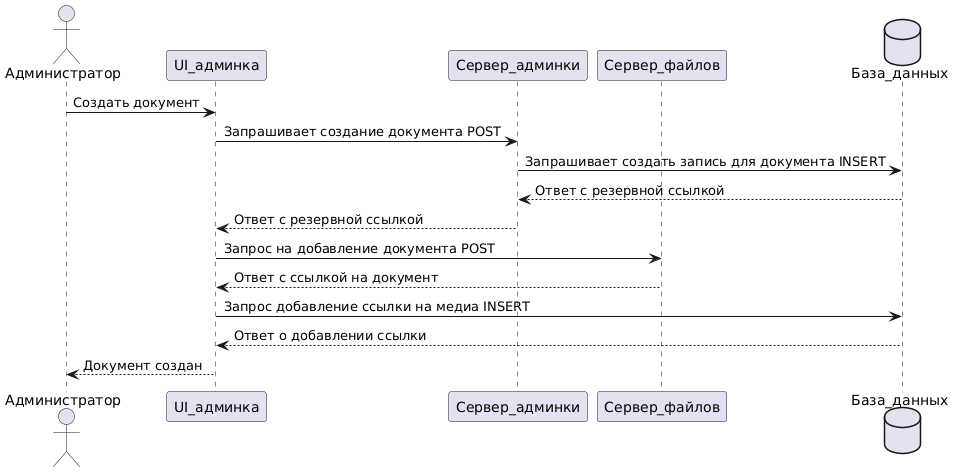 Администратор
UI_админка
Сервер_админки
Сервер_файлов
База_данных
Создать документ
Запрашивает создание документа POST
Запрашивает создать запись для документа INSERT
Ответ с резервной ссылкой
Ответ с резервной ссылкой
Запрос на добавление документа POST
Ответ с ссылкой на документ
Запрос добавление ссылки на медиа INSERT
Ответ о добавлении ссылки
Документ создан
Администратор
UI_админка
Сервер_админки
Сервер_файлов
База_данных